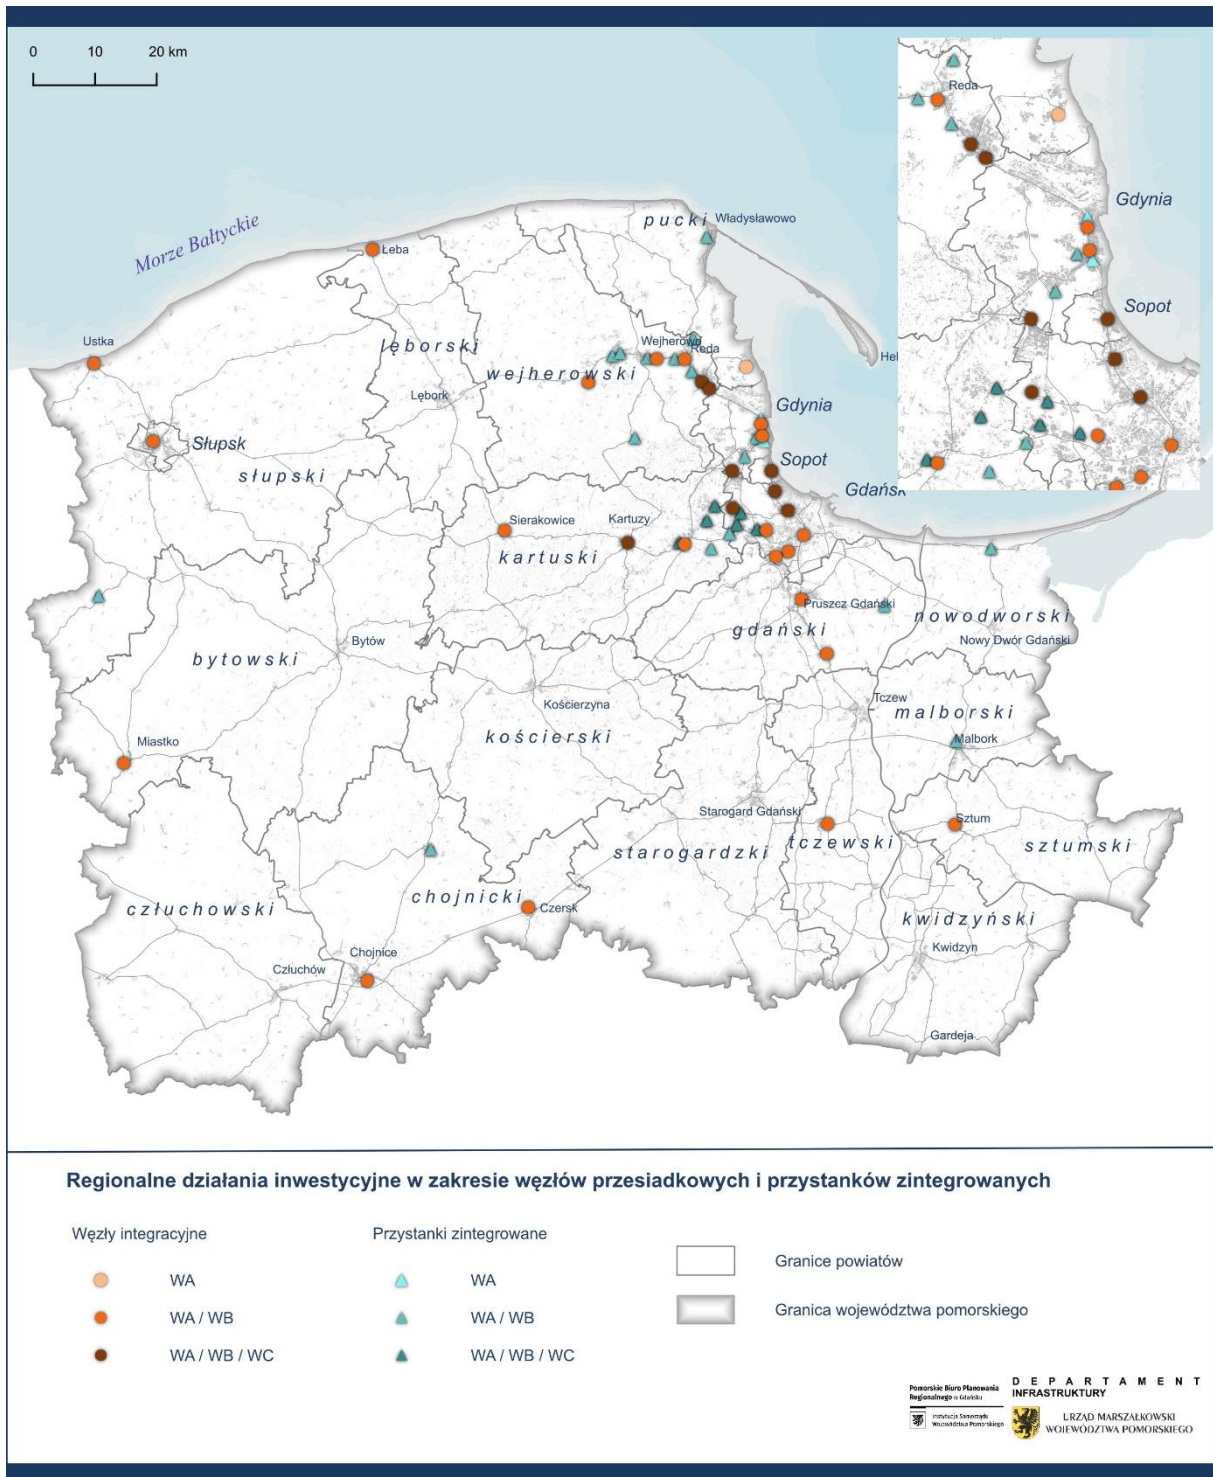 0 10 20 km
Reda
Gdynia
Sopot
Morze Bałtyckie
pucki
Władysławowo
Łeba
Ustka
lęborski
Wejherowo
Reda
Hel
wejherowski
Lębork
Gdynia
Słupsk
Sopot
słupski
Gdańsk
Sierakowice
Kartuzy
kartuski
Pruszcz Gdański
nowodworski
gdański
Nowy Dwór Gdański
Bytów
bytowski
Tczew
Kościerzyna
malborski
kościerski
Malbork
Miastko
Starogard Gdański
Sztum
tczewski
starogardzki
sztumski
chojnicki
człuchowski
Czersk
kwidzyński
Chojnice
Kwidzyn
Człuchów
Gardeja
Regionalne działania inwestycyjne w zakresie węzłów przesiadkowych i przystanków zintegrowanych
Węzły integracyjne
WA
WA / WB
WA / WB / WC
Przystanki zintegrowane
WA
WA / WB
WA / WB / WC
Granice powiatów
Granica województwa pomorskiego
Pomorskie Biuro Planowania
Regionalnego w Gdańsku
Instytucja Samorządu
Województwa Pomorskiego
DEPARTAMENT
INFRASTRUKTURY
URZĄD MARSZAŁKOWSKI
WOJEWÓDZTWA POMORSKIEGO